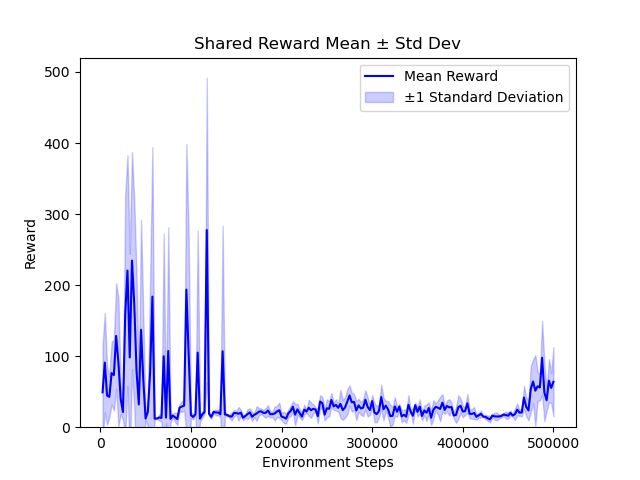 Shared Reward Mean ± Std Dev
Mean Reward
±1 Standard Deviation
Reward
500
400
300
200
100
0
0 100000 200000 300000 400000 500000
Environment Steps